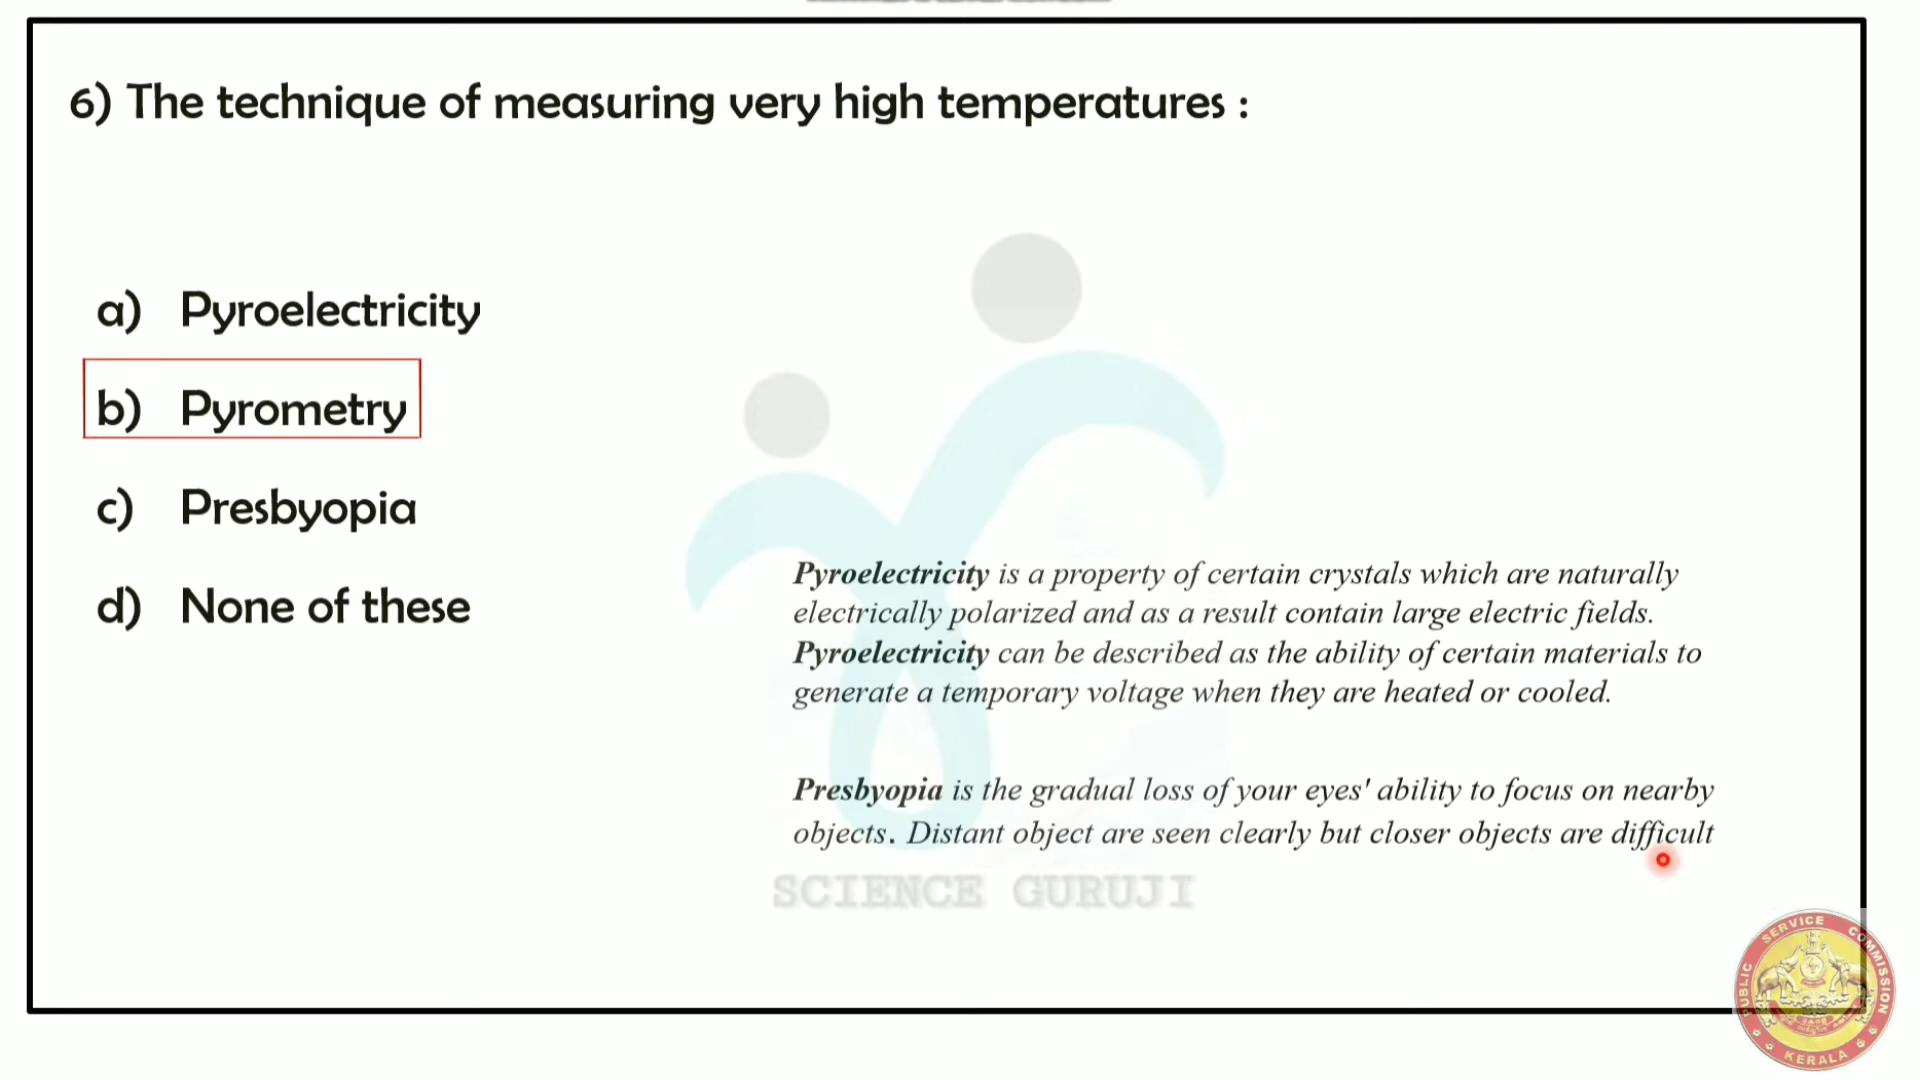 6) The technique of measuring very high temperatures :
a) Pyroelectricity
b) Pyrometry
c) Presbyopia
d) None of these
Pyroelectricity is a property of certain crystals which are naturally
electrically polarized and as a result contain large electric fields.
Pyroelectricity can be described as the ability of certain materials to
generate a temporary voltage when they are heated or cooled.
Presbyopia is the gradual loss of your eyes' ability to focus on nearby
objects. Distant object are seen clearly but closer objects are difficult
SCIENCE GURUJI
PUBLIC SERVICE COMMISSION
KERALA